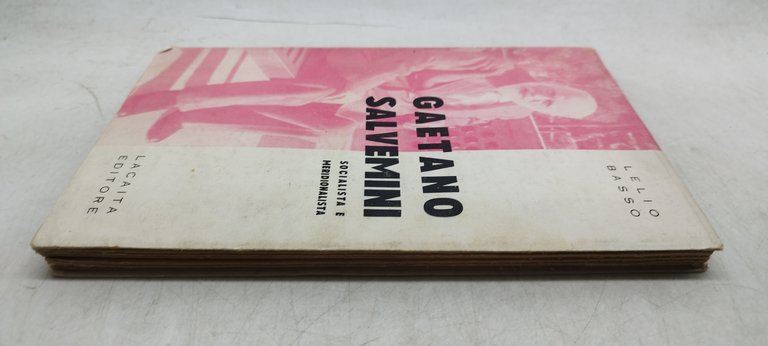 LELIO
BASSO
GAETANO
SALVEMINI
SOCIALISTA E
MERIDIONALISTA
LACAITA
EDITORE